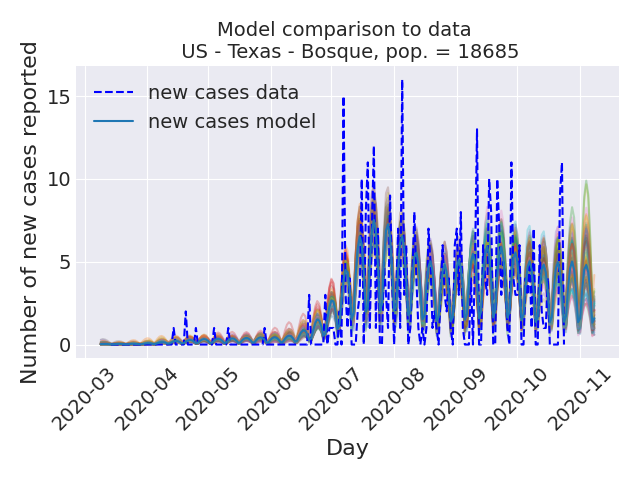 Model comparison to data
US - Texas - Bosque, pop. = 18685
Number of new cases reported
15
10
5
0
new cases data
new cases model
2020-03
2020-04
2020-05
2020-06
2020-07
2020-08
2020-09
2020-10
2020-11
Day